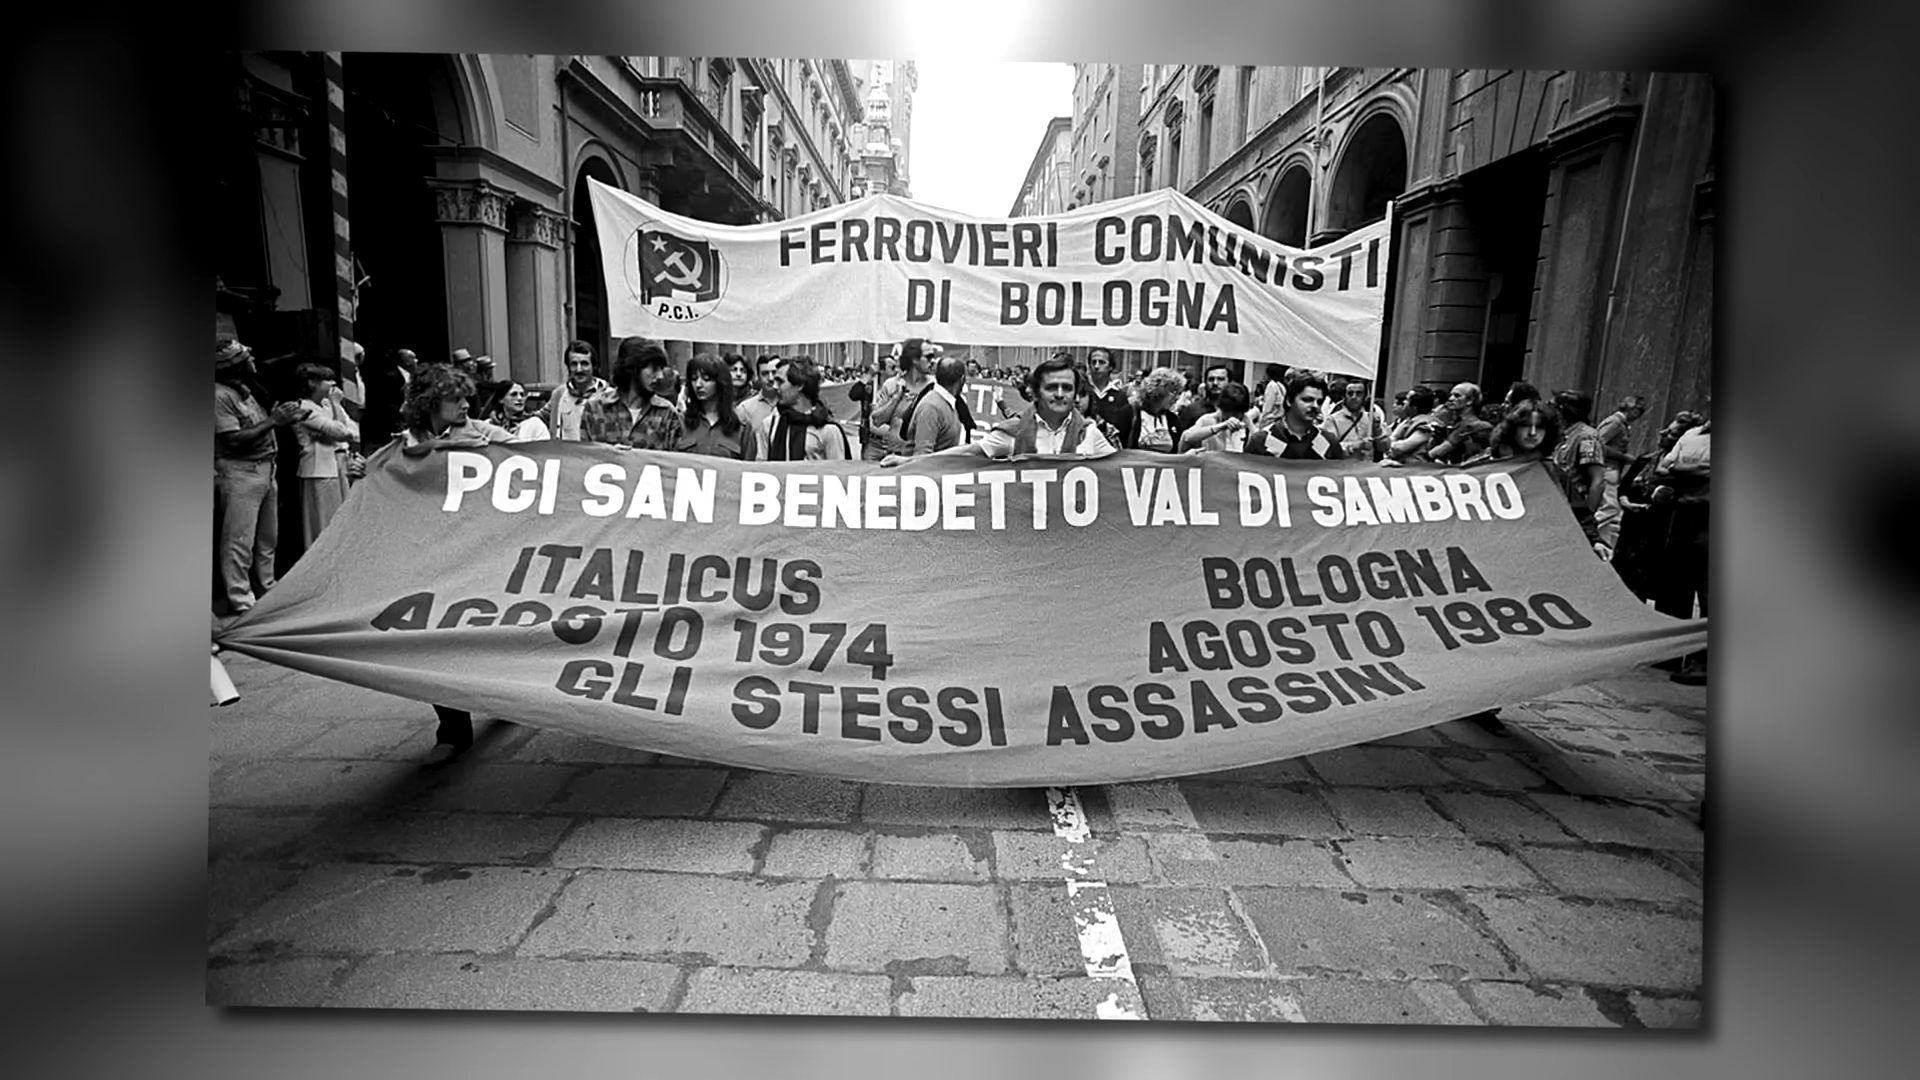 FERROVIERI COMUNISTI
DI BOLOGNA
P.C.I.
PCI SAN BENEDETTO VAL DI SAMBRO
ITALICUS
AGOSTO 1974
BOLOGNA
AGOSTO 1980
GLI STESSI ASSASSINI